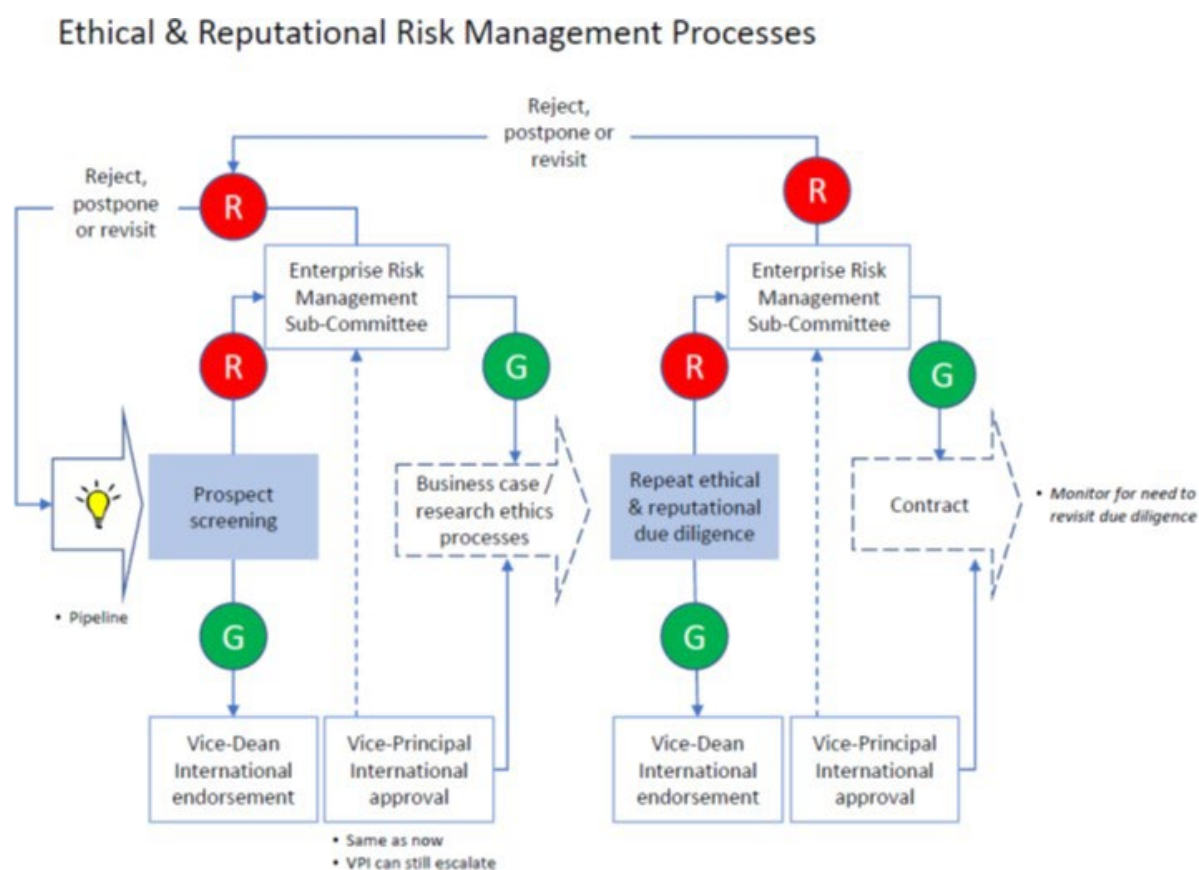 Ethical & Reputational Risk Management Processes
Reject,
postpone or
revisit
Reject,
postpone
or revisit
R
R
Enterprise Risk
Management
Sub-Committee
Enterprise Risk
Management
Sub-Committee
R
G
R
G
Prospect
screening
Business case /
research ethics
processes
Repeat ethical
& reputational
due diligence
Contract
• Monitor for need to
revisit due diligence
• Pipeline
G
G
Vice-Dean
International
endorsement
Vice-Principal
International
approval
Vice-Dean
International
endorsement
Vice-Principal
International
approval
• Same as now
• VPI can still escalate